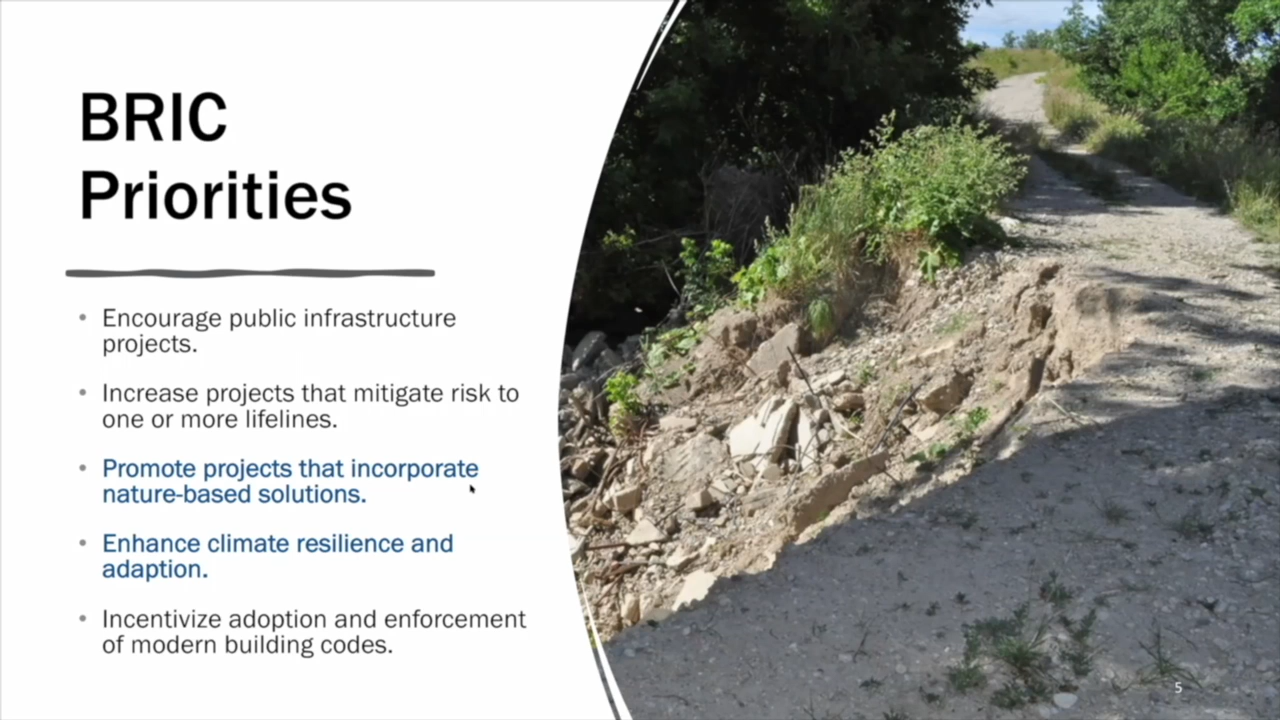 BRIC
Priorities
• Encourage public infrastructure
projects.
• Increase projects that mitigate risk to
one or more lifelines.
• Promote projects that incorporate
nature-based solutions.
• Enhance climate resilience and
adaption.
• Incentivize adoption and enforcement
of modern building codes.
5